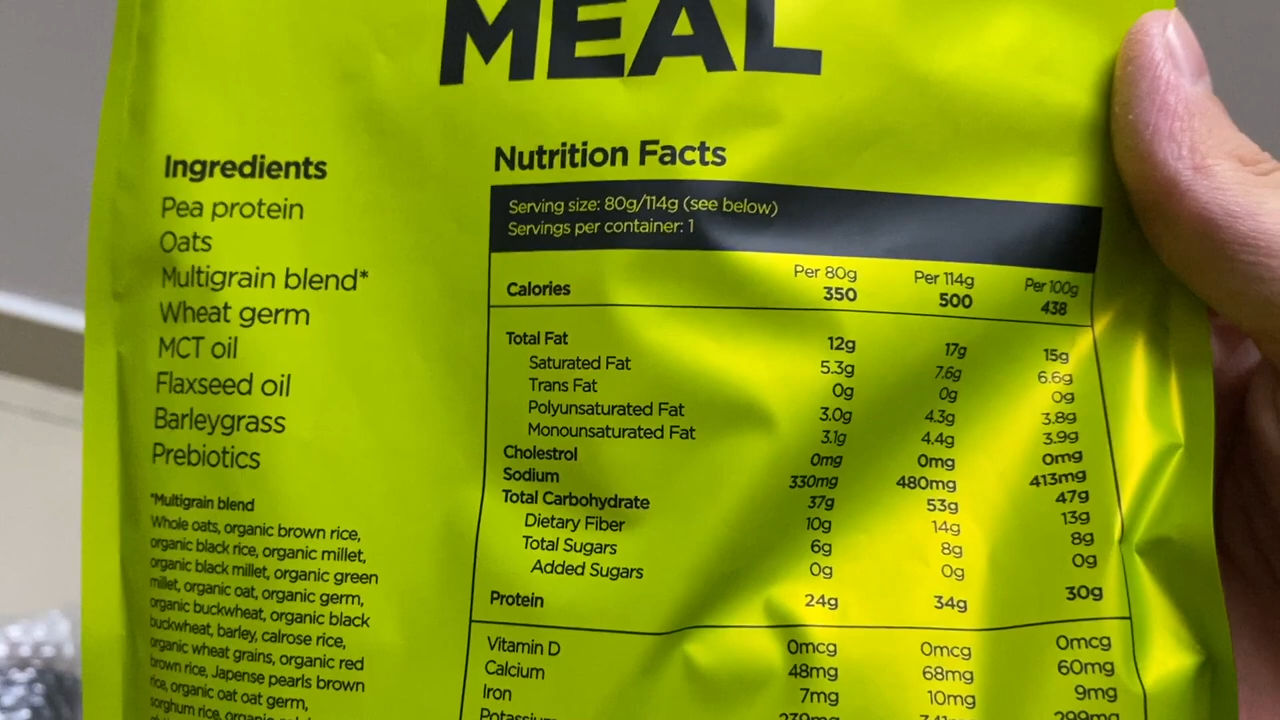 MEAL
Ingredients
Pea protein
Oats
Multigrain blend*
Wheat germ
MCT oil
Flaxseed oil
Barleygrass
Prebiotics
*Multigrain blend
Whole oats, organic brown rice,
organic black rice, organic millet,
organic black millet, organic green
millet, organic oat, organic germ,
organic buckwheat, organic black
buckwheat, barley, calrose rice,
organic wheat grains, organic red
brown rice, Japense pearls brown
rice, organic oat oat germ,
sorghum rice, organic
Nutrition Facts
Serving size: 80g/114g (see below)
Servings per container: 1
Per 80g Per 114g Per 100g
Calories 350 500 438
Total Fat 12g 17g 15g
Saturated Fat 5.3g 7.6g 6.6g
Trans Fat 0g 0g 0g
Polyunsaturated Fat 3.0g 4.3g 3.8g
Monounsaturated Fat 3.1g 4.4g 3.9g
Cholestrol 0mg 0mg 0mg
Sodium 330mg 480mg 413mg
Total Carbohydrate 37g 53g 47g
Dietary Fiber 10g 14g 13g
Total Sugars 6g 8g 8g
Added Sugars 0g 0g 0g
Protein 24g 34g 30g
Vitamin D 0mcg 0mcg 0mcg
Calcium 48mg 68mg 60mg
Iron 7mg 10mg 9mg
Potassium 299mg